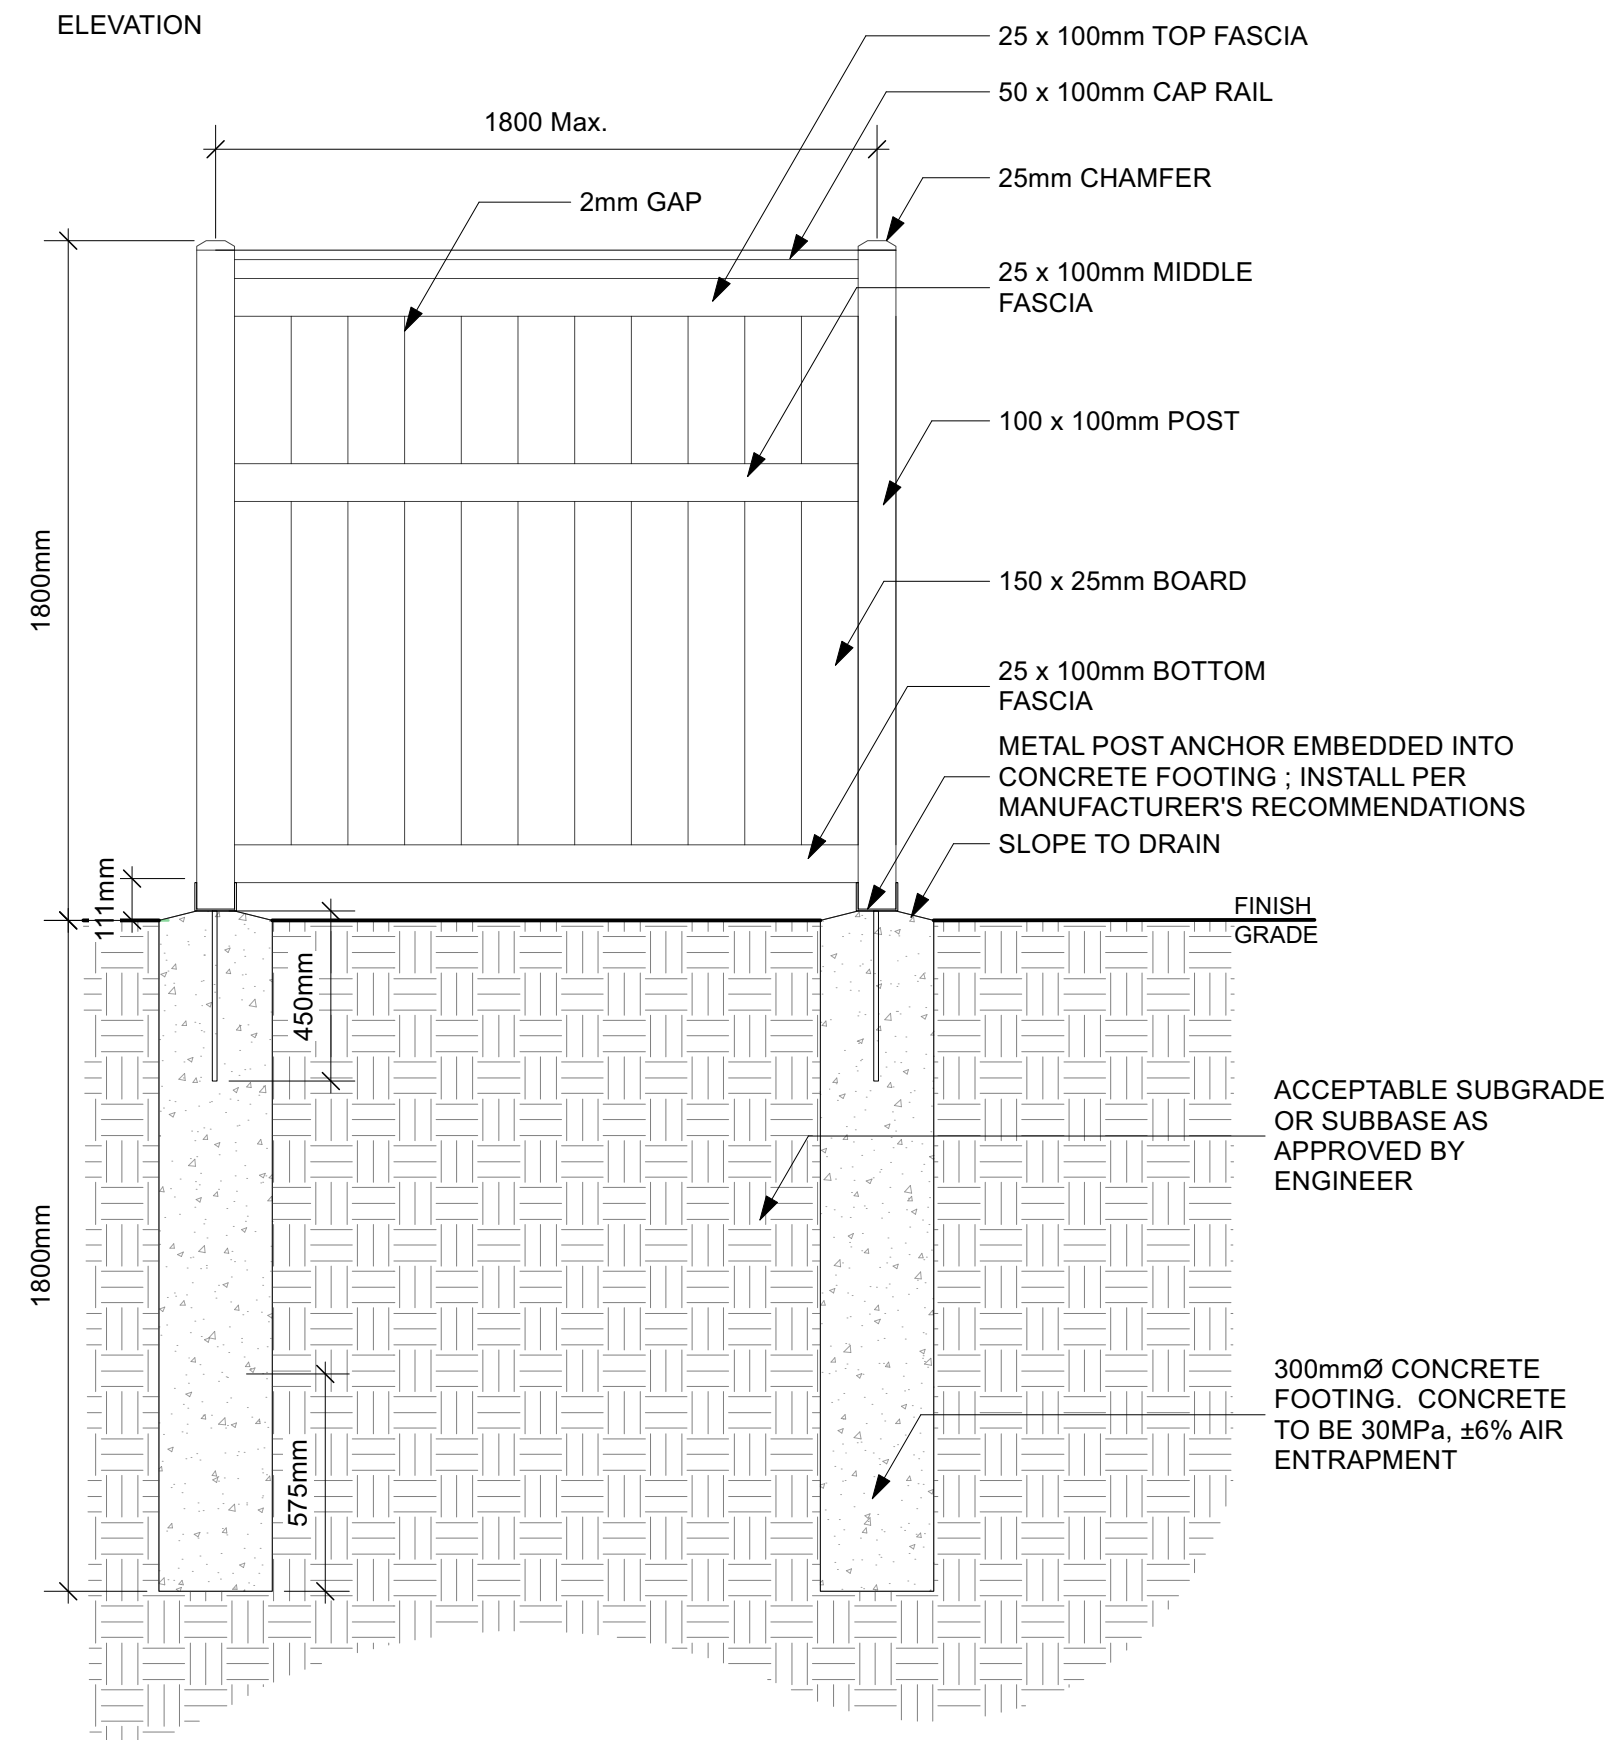 ELEVATION
25 x 100mm TOP FASCIA
50 x 100mm CAP RAIL
1800 Max.
25mm CHAMFER
2mm GAP
25 x 100mm MIDDLE
FASCIA
100 x 100mm POST
1800mm
150 x 25mm BOARD
25 x 100mm BOTTOM
FASCIA
METAL POST ANCHOR EMBEDDED INTO
CONCRETE FOOTING ; INSTALL PER
MANUFACTURER'S RECOMMENDATIONS
SLOPE TO DRAIN
111mm
FINISH
GRADE
450mm
ACCEPTABLE SUBGRADE
OR SUBBASE AS
APPROVED BY
ENGINEER
1800mm
300mmØ CONCRETE
FOOTING.  CONCRETE
TO BE 30MPa, ±6% AIR
ENTRAPMENT
575mm